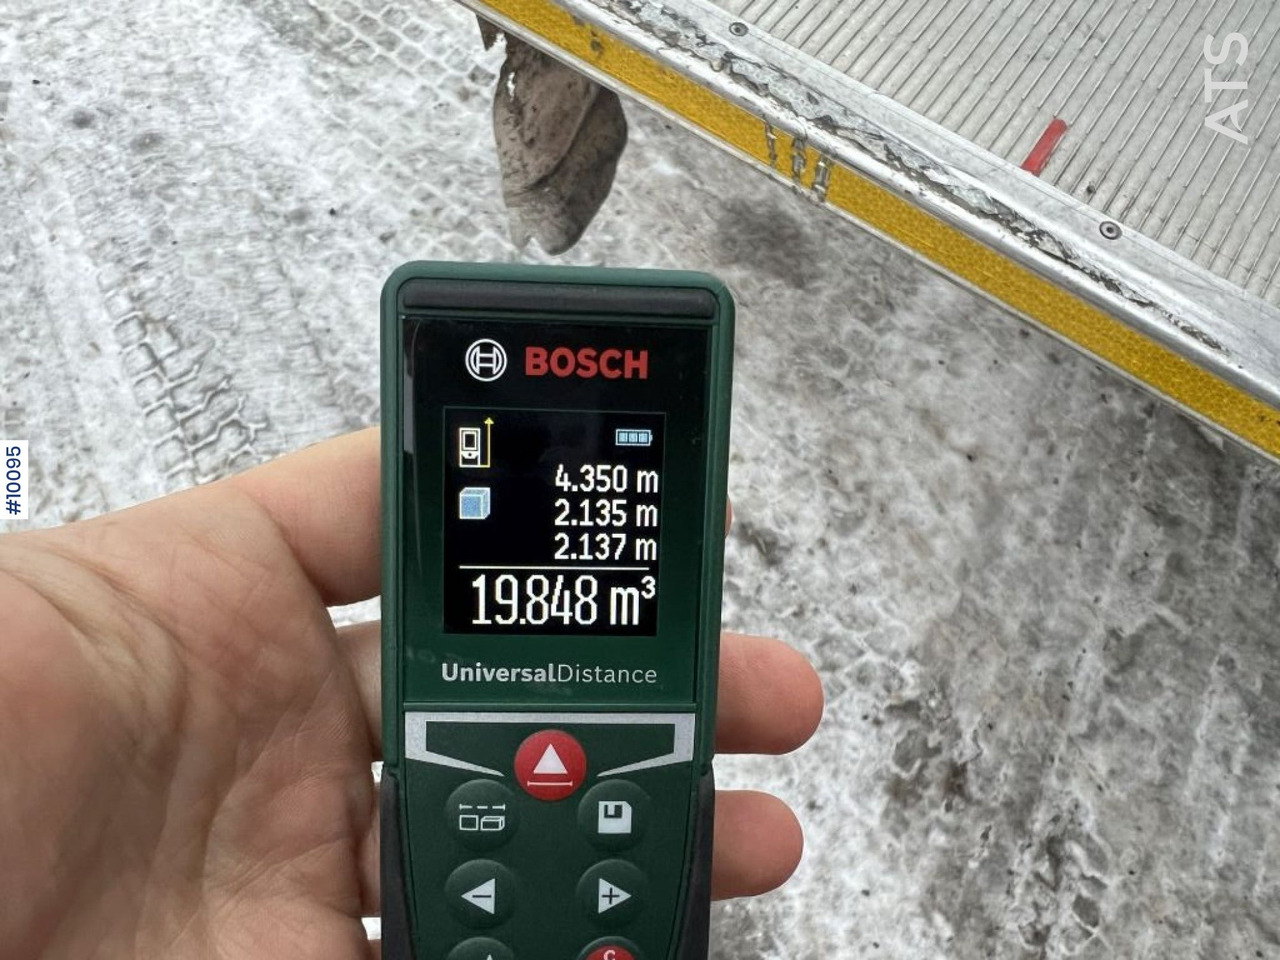 ATS
BOSCH
4.350 m
2.135 m
2.137 m
19.848 m³
UniversalDistance
C
#10095